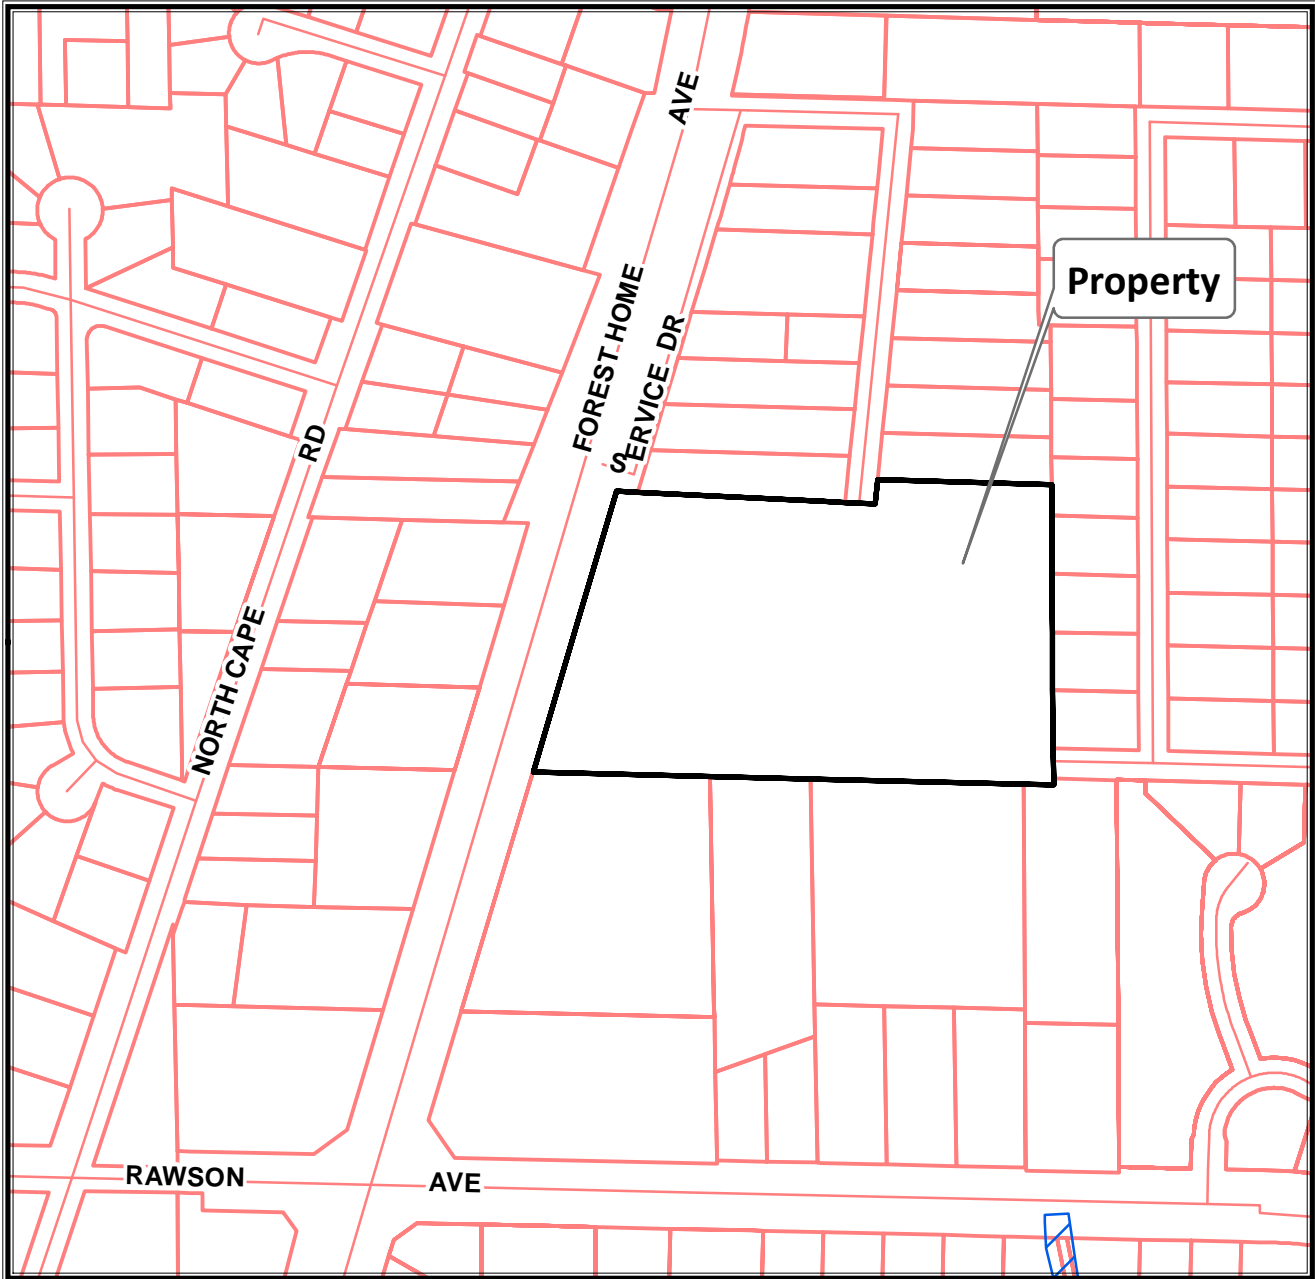 AVE
Property
FOREST HOME
SERVICE DR
RD
NORTH CAPE
RAWSON
AVE